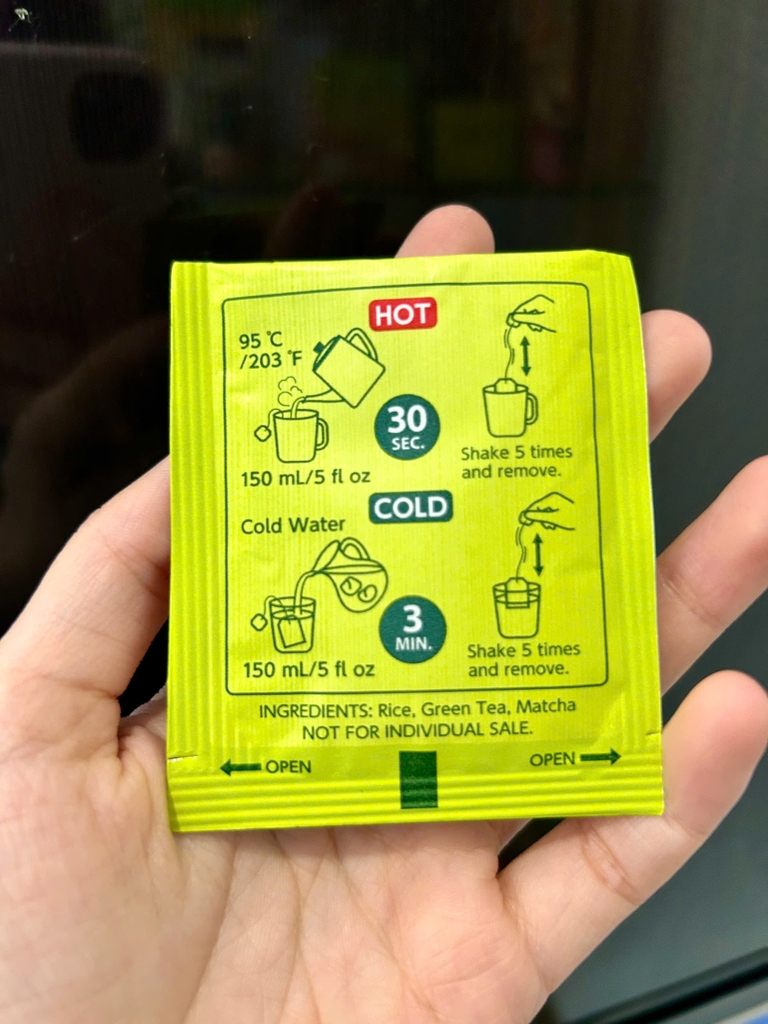 HOT
95 ℃
/203 ℉
30
SEC.
150 mL/5 fl oz
Shake 5 times
and remove.
COLD
Cold Water
3
MIN.
150 mL/5 fl oz
Shake 5 times
and remove.
INGREDIENTS: Rice, Green Tea, Matcha
NOT FOR INDIVIDUAL SALE.
← OPEN
OPEN →